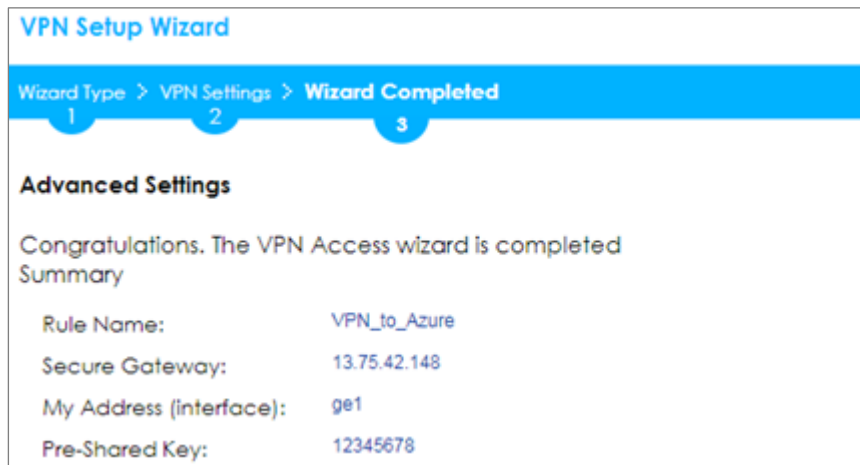 VPN Setup Wizard
Wizard Type > VPN Settings > Wizard Completed
1 2 3
Advanced Settings
Congratulations. The VPN Access wizard is completed
Summary
Rule Name: VPN_to_Azure
Secure Gateway: 13.75.42.148
My Address (interface): ge1
Pre-Shared Key: 12345678